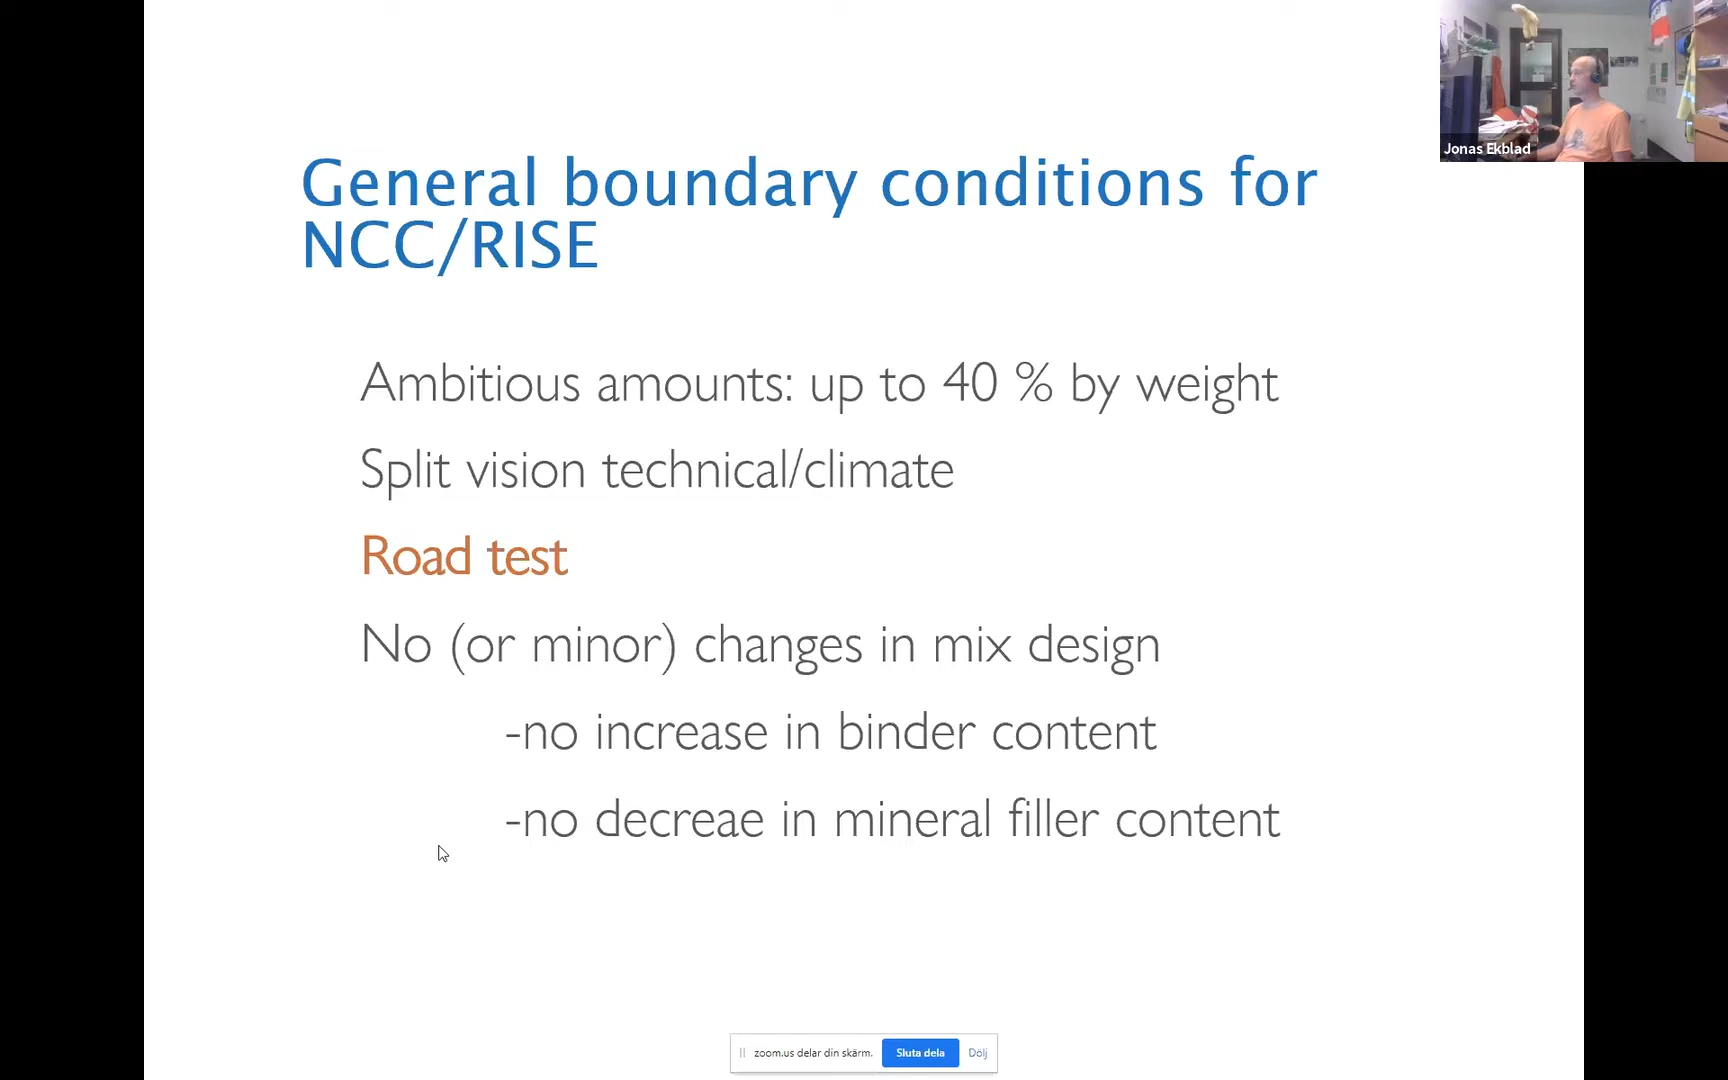 General boundary conditions for
NCC/RISE
Ambitious amounts: up to 40 % by weight
Split vision technical/climate
Road test
No (or minor) changes in mix design
-no increase in binder content
-no decreae in mineral filler content
Jonas Ekblad
zoom.us delar din skärm.
Sluta dela
Dölj